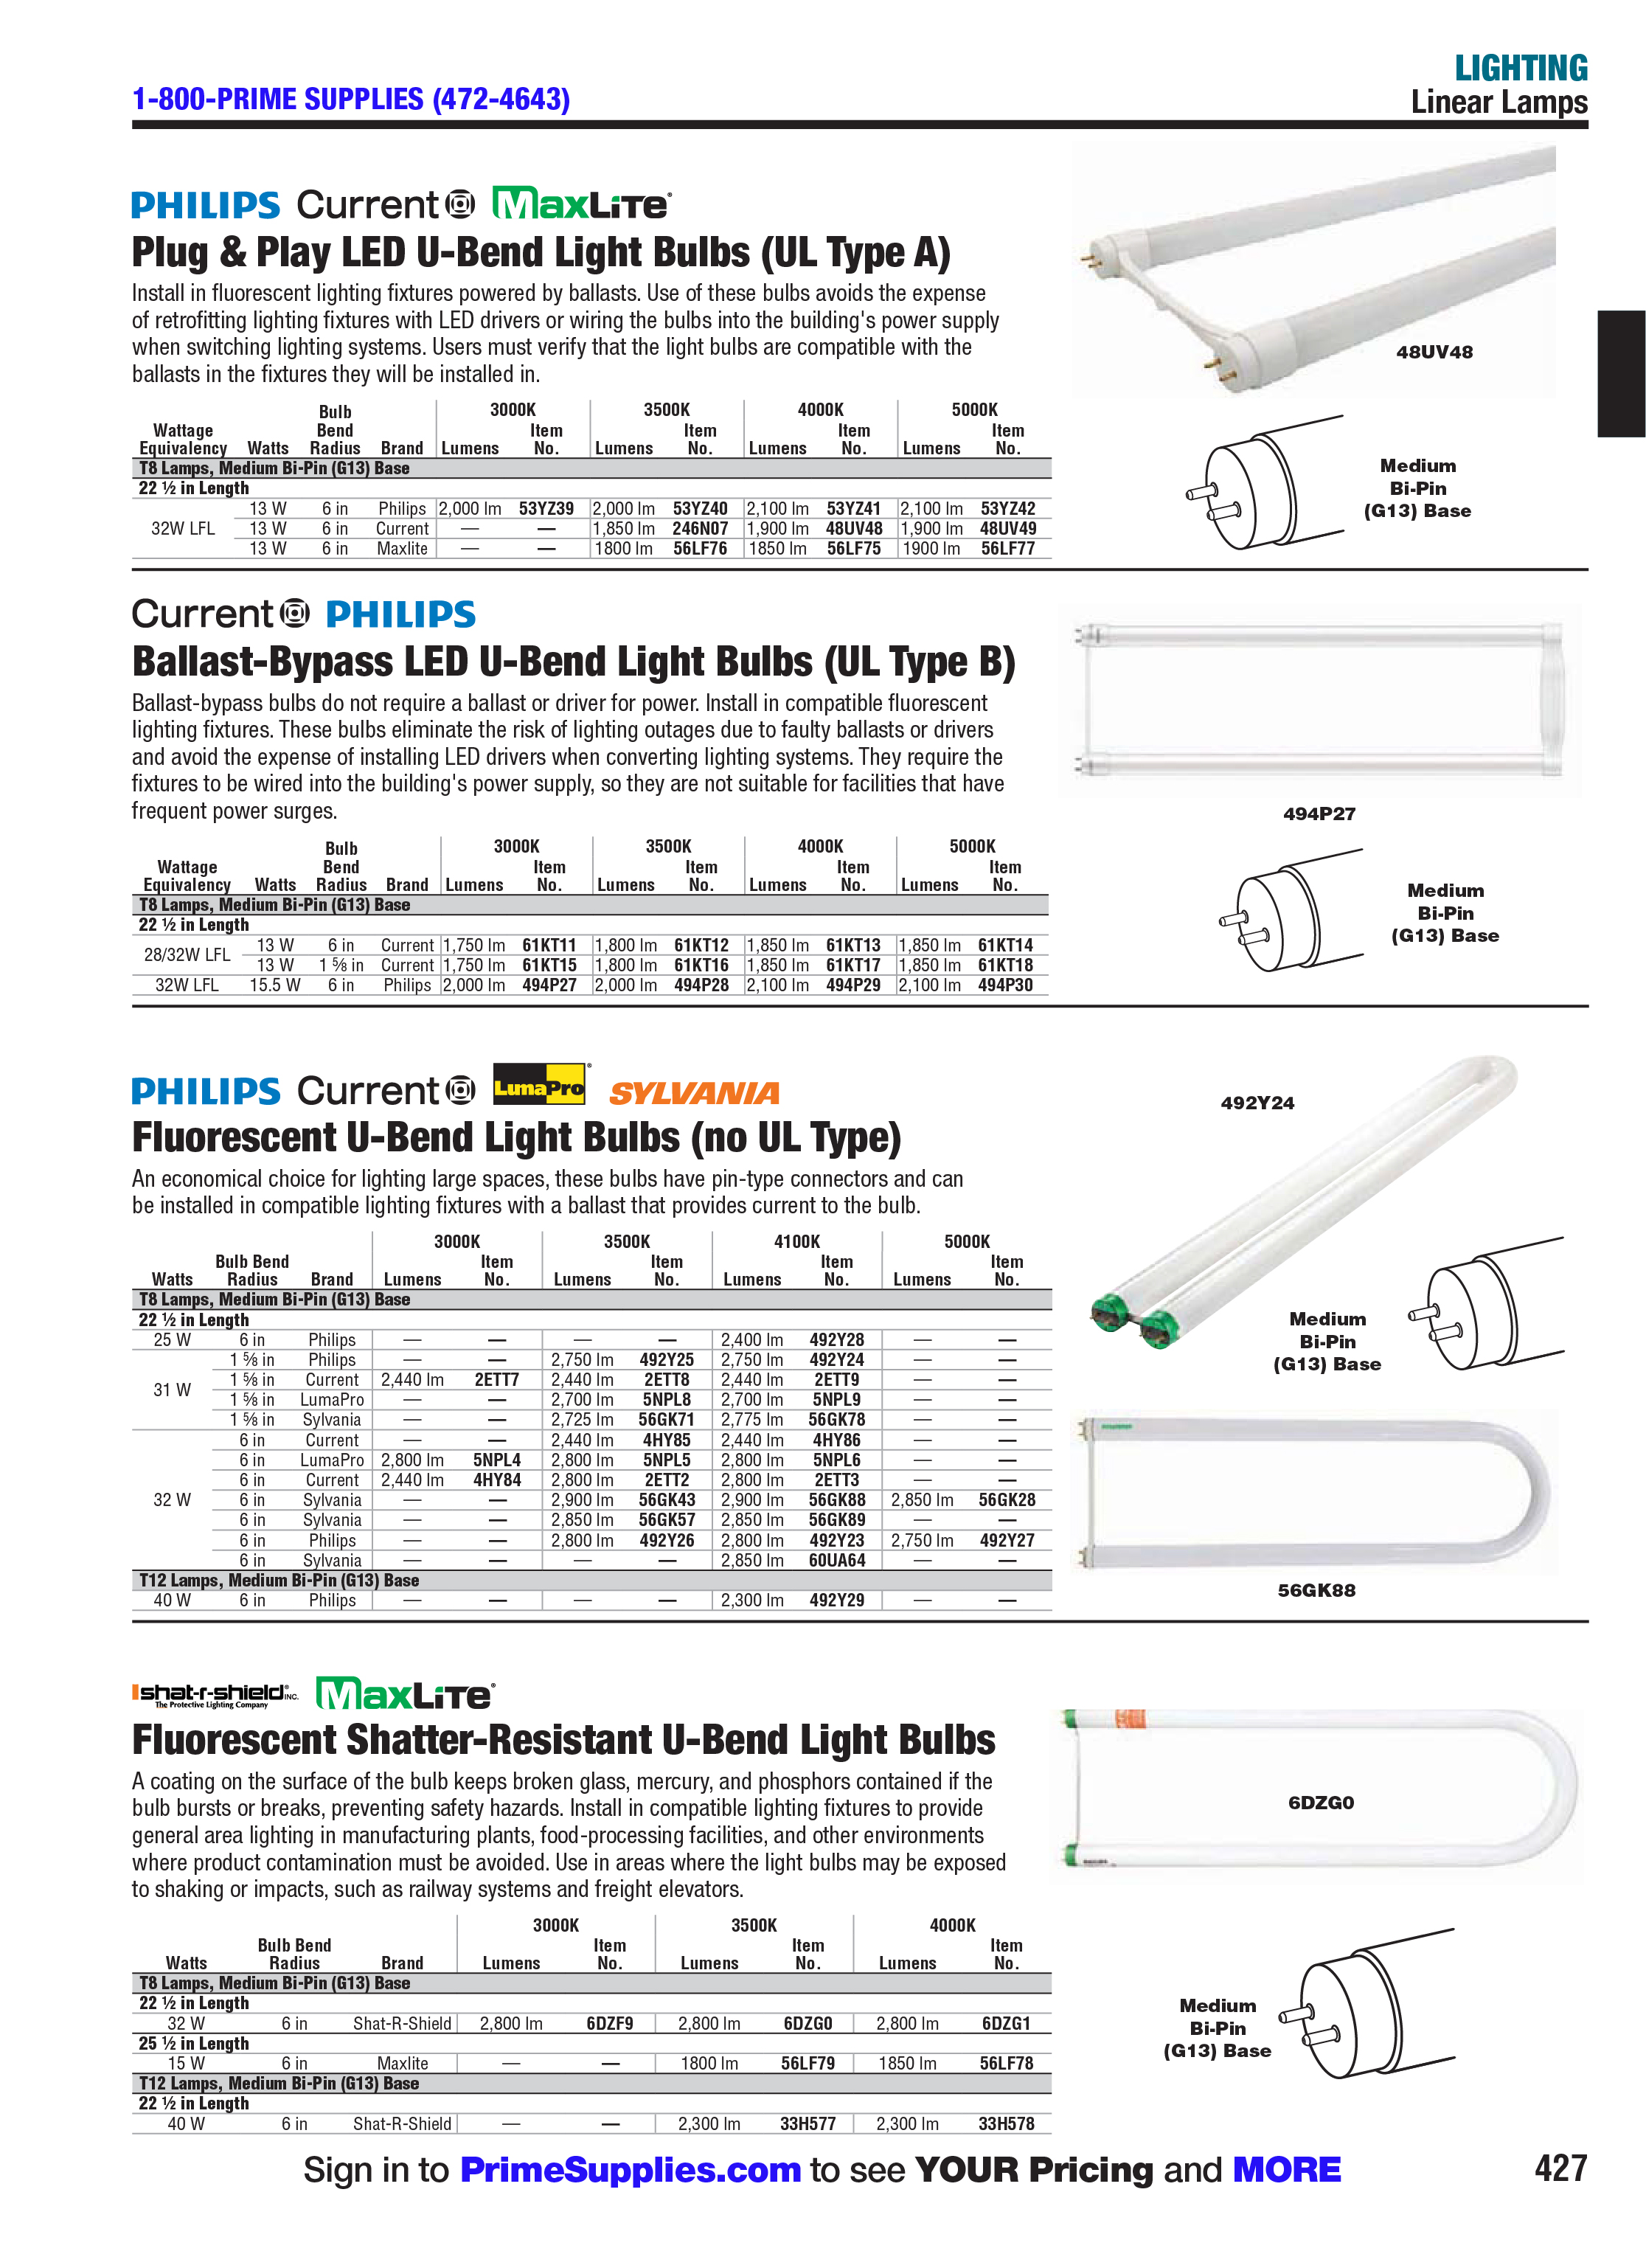 LIGHTING
1-800-PRIME SUPPLIES (472-4643)
Linear Lamps
PHILIPS Current MaxLite®
Plug & Play LED U-Bend Light Bulbs (UL Type A)
Install in fluorescent lighting fixtures powered by ballasts. Use of these bulbs avoids the expense
of retrofitting lighting fixtures with LED drivers or wiring the bulbs into the building's power supply
when switching lighting systems. Users must verify that the light bulbs are compatible with the
ballasts in the fixtures they will be installed in.
48UV48
Bulb 3000K 3500K 4000K 5000K
Wattage Bend Item Item Item Item
Equivalency Watts Radius Brand Lumens No. Lumens No. Lumens No. Lumens No.
T8 Lamps, Medium Bi-Pin (G13) Base
22 ½ in Length
13 W 6 in Philips 2,000 lm 53YZ39 2,000 lm 53YZ40 2,100 lm 53YZ41 2,100 lm 53YZ42
32W LFL 13 W 6 in Current — — 1,850 lm 246N07 1,900 lm 48UV48 1,900 lm 48UV49
13 W 6 in Maxlite — — 1800 lm 56LF76 1850 lm 56LF75 1900 lm 56LF77
Medium
Bi-Pin
(G13) Base
Current PHILIPS
Ballast-Bypass LED U-Bend Light Bulbs (UL Type B)
Ballast-bypass bulbs do not require a ballast or driver for power. Install in compatible fluorescent
lighting fixtures. These bulbs eliminate the risk of lighting outages due to faulty ballasts or drivers
and avoid the expense of installing LED drivers when converting lighting systems. They require the
fixtures to be wired into the building's power supply, so they are not suitable for facilities that have
frequent power surges.
494P27
Bulb 3000K 3500K 4000K 5000K
Wattage Bend Item Item Item Item
Equivalency Watts Radius Brand Lumens No. Lumens No. Lumens No. Lumens No.
T8 Lamps, Medium Bi-Pin (G13) Base
22 ½ in Length
28/32W LFL 13 W 6 in Current 1,750 lm 61KT11 1,800 lm 61KT12 1,850 lm 61KT13 1,850 lm 61KT14
13 W 1 ⅝ in Current 1,750 lm 61KT15 1,800 lm 61KT16 1,850 lm 61KT17 1,850 lm 61KT18
32W LFL 15.5 W 6 in Philips 2,000 lm 494P27 2,000 lm 494P28 2,100 lm 494P29 2,100 lm 494P30
Medium
Bi-Pin
(G13) Base
PHILIPS Current LumaPro® SYLVANIA
Fluorescent U-Bend Light Bulbs (no UL Type)
An economical choice for lighting large spaces, these bulbs have pin-type connectors and can
be installed in compatible lighting fixtures with a ballast that provides current to the bulb.
492Y24
3000K 3500K 4100K 5000K
Bulb Bend Item Item Item Item
Watts Radius Brand Lumens No. Lumens No. Lumens No. Lumens No.
T8 Lamps, Medium Bi-Pin (G13) Base
22 ½ in Length
25 W 6 in Philips — — — — 2,400 lm 492Y28 — —
1 ⅝ in Philips — — 2,750 lm 492Y25 2,750 lm 492Y24 — —
31 W 1 ⅝ in Current 2,440 lm 2ETT7 2,440 lm 2ETT8 2,440 lm 2ETT9 — —
1 ⅝ in LumaPro — — 2,700 lm 5NPL8 2,700 lm 5NPL9 — —
1 ⅝ in Sylvania — — 2,725 lm 56GK71 2,775 lm 56GK78 — —
6 in Current — — 2,440 lm 4HY85 2,440 lm 4HY86 — —
6 in LumaPro 2,800 lm 5NPL4 2,800 lm 5NPL5 2,800 lm 5NPL6 — —
6 in Current 2,440 lm 4HY84 2,800 lm 2ETT2 2,800 lm 2ETT3 — —
32 W 6 in Sylvania — — 2,900 lm 56GK43 2,900 lm 56GK88 2,850 lm 56GK28
6 in Sylvania — — 2,850 lm 56GK57 2,850 lm 56GK89 — —
6 in Philips — — 2,800 lm 492Y26 2,800 lm 492Y23 2,750 lm 492Y27
6 in Sylvania — — — — 2,850 lm 60UA64 — —
T12 Lamps, Medium Bi-Pin (G13) Base
40 W 6 in Philips — — — — 2,300 lm 492Y29 — —
Medium
Bi-Pin
(G13) Base
56GK88
shat-r-shield INC. MaxLite®
The Protective Lighting Company
Fluorescent Shatter-Resistant U-Bend Light Bulbs
A coating on the surface of the bulb keeps broken glass, mercury, and phosphors contained if the
bulb bursts or breaks, preventing safety hazards. Install in compatible lighting fixtures to provide
general area lighting in manufacturing plants, food-processing facilities, and other environments
where product contamination must be avoided. Use in areas where the light bulbs may be exposed
to shaking or impacts, such as railway systems and freight elevators.
6DZG0
3000K 3500K 4000K
Bulb Bend Item Item Item
Watts Radius Brand Lumens No. Lumens No. Lumens No.
T8 Lamps, Medium Bi-Pin (G13) Base
22 ½ in Length
32 W 6 in Shat-R-Shield 2,800 lm 6DZF9 2,800 lm 6DZG0 2,800 lm 6DZG1
25 ½ in Length
15 W 6 in Maxlite — — 1800 lm 56LF79 1850 lm 56LF78
T12 Lamps, Medium Bi-Pin (G13) Base
22 ½ in Length
40 W 6 in Shat-R-Shield — — 2,300 lm 33H577 2,300 lm 33H578
Medium
Bi-Pin
(G13) Base
Sign in to PrimeSupplies.com to see YOUR Pricing and MORE
427